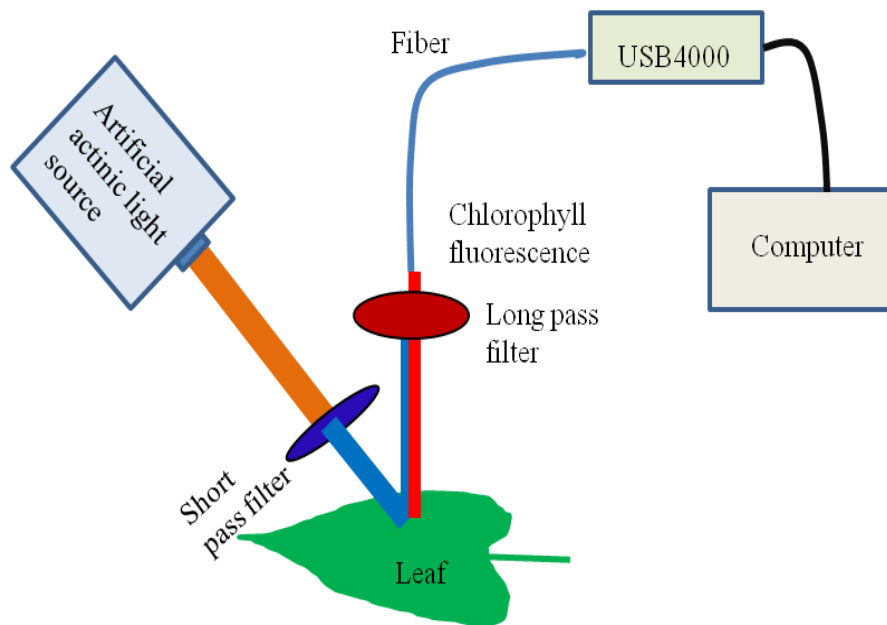 Fiber
USB4000
Artificial
actinic light
source
Chlorophyll
fluorescence
Computer
Long pass
filter
Short
pass filter
Leaf